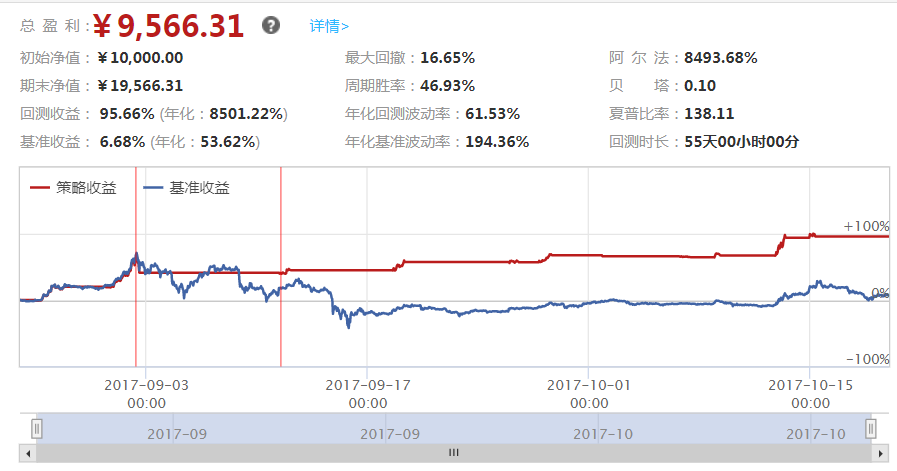 总 盈 利：￥9,566.31 ? 详情>
初始净值：￥10,000.00 最大回撤：16.65% 阿 尔 法：8493.68%
期末净值：￥19,566.31 周期胜率：46.93% 贝 塔：0.10
回测收益： 95.66% (年化：8501.22%) 年化回测波动率：61.53% 夏普比率：138.11
基准收益： 6.68% (年化：53.62%) 年化基准波动率：194.36% 回测时长：55天00小时00分
策略收益 基准收益
+100%
0%
-100%
2017-09-03 2017-09-17 2017-10-01 2017-10-15
00:00 00:00 00:00 00:00
2017-09 2017-09 2017-10 2017-10